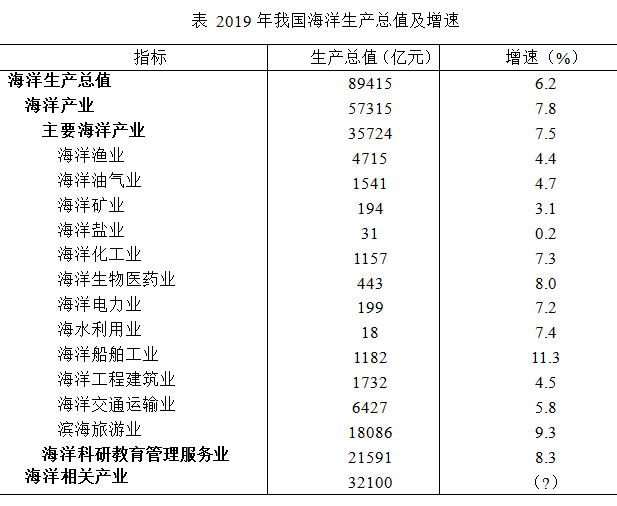 表 2019 年我国海洋生产总值及增速
指标 生产总值（亿元） 增速（%）
海洋生产总值 89415 6.2
海洋产业 57315 7.8
主要海洋产业 35724 7.5
海洋渔业 4715 4.4
海洋油气业 1541 4.7
海洋矿业 194 3.1
海洋盐业 31 0.2
海洋化工业 1157 7.3
海洋生物医药业 443 8.0
海洋电力业 199 7.2
海水利用业 18 7.4
海洋船舶工业 1182 11.3
海洋工程建筑业 1732 4.5
海洋交通运输业 6427 5.8
滨海旅游业 18086 9.3
海洋科研教育管理服务业 21591 8.3
海洋相关产业 32100 （?）